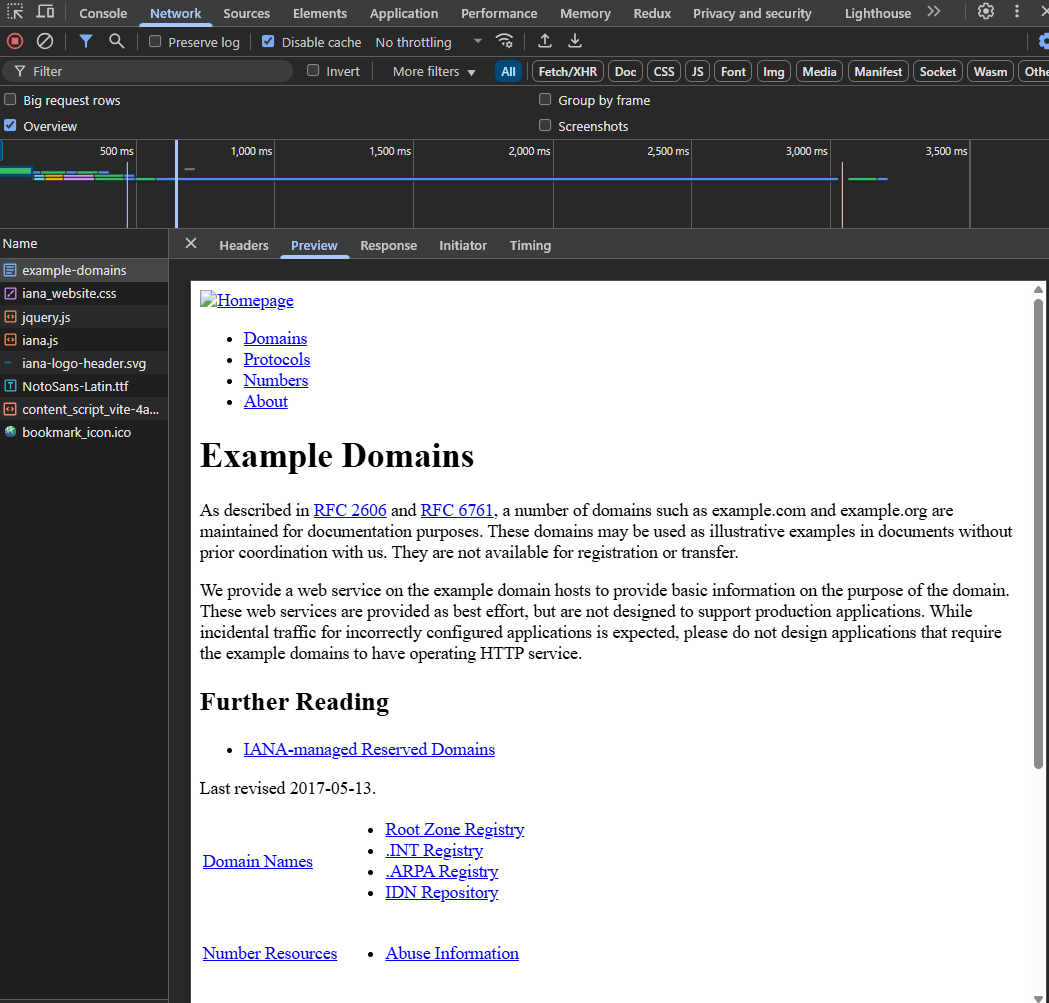 Console Network Sources Elements Application Performance Memory Redux Privacy and security Lighthouse
Preserve log Disable cache No throttling
Filter Invert More filters All Fetch/XHR Doc CSS JS Font Img Media Manifest Socket Wasm Othe
Big request rows Group by frame
Overview Screenshots
500 ms 1,000 ms 1,500 ms 2,000 ms 2,500 ms 3,000 ms 3,500 ms
Name
example-domains
iana_website.css
jquery.js
iana.js
iana-logo-header.svg
NotoSans-Latin.ttf
content_script_vite-4a...
bookmark_icon.ico
Headers Preview Response Initiator Timing
Homepage
Domains
Protocols
Numbers
About
Example Domains
As described in RFC 2606 and RFC 6761, a number of domains such as example.com and example.org are
maintained for documentation purposes. These domains may be used as illustrative examples in documents without
prior coordination with us. They are not available for registration or transfer.
We provide a web service on the example domain hosts to provide basic information on the purpose of the domain.
These web services are provided as best effort, but are not designed to support production applications. While
incidental traffic for incorrectly configured applications is expected, please do not design applications that require
the example domains to have operating HTTP service.
Further Reading
IANA-managed Reserved Domains
Last revised 2017-05-13.
Domain Names
Root Zone Registry
.INT Registry
.ARPA Registry
IDN Repository
Number Resources
Abuse Information